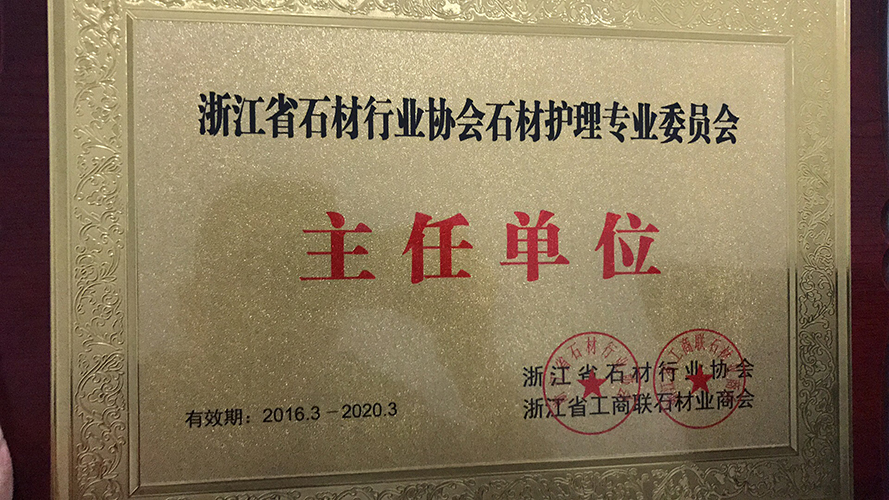 浙江省石材行业协会石材护理专业委员会
主任单位
浙江省石材行业协会
有效期：2016.3－2020.3
浙江省工商联石材业商会